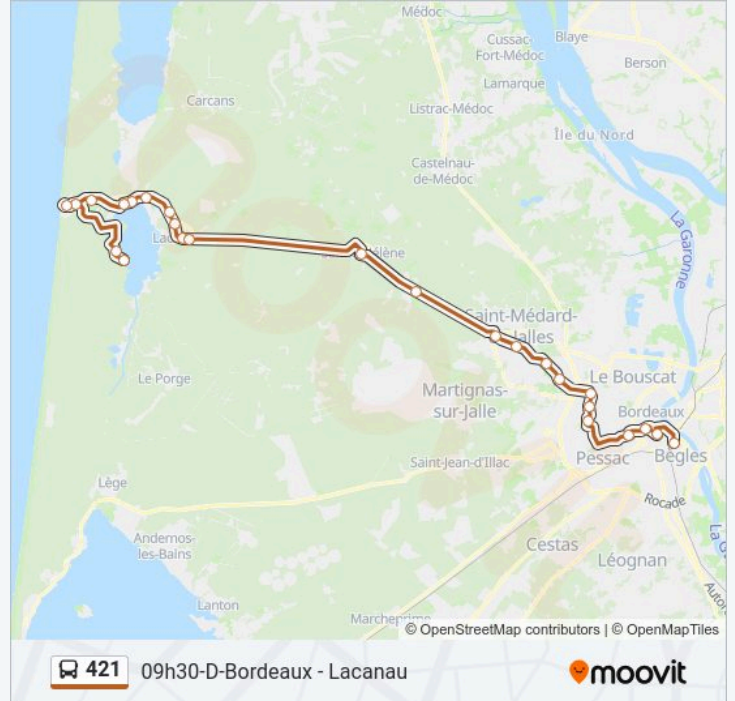 Médoc
Cussac-
Fort-Médoc
Blaye
Berson
Lamarque
Carcans
Listrac-Médoc
Île du Nord
Castelnau-
de-Médoc
La Garonne
Saint-Médard-
Le Porge
Le Bouscat
Martignas-
sur-Jalle
Bordeaux
Saint-Jean-d'Illac
Pessac
Bègles
Lège
Rocade
Andernos-
les-Bains
Cestas
Léognan
Lanton
Marcheprime
© OpenStreetMap contributors | © OpenMapTiles
421
09h30-D-Bordeaux - Lacanau
moovit